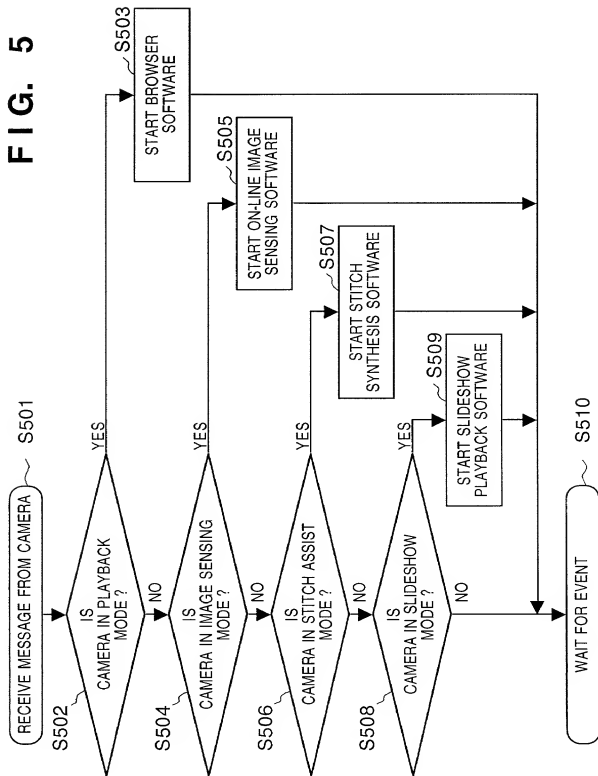 FIG. 5
S501
RECEIVE MESSAGE FROM CAMERA
S502
IS
CAMERA IN PLAYBACK
MODE ?
YES
NO
S503
START BROWSER
SOFTWARE
S504
IS
CAMERA IN IMAGE SENSING
MODE ?
YES
NO
S505
START ON-LINE IMAGE
SENSING SOFTWARE
S506
IS
CAMERA IN STITCH ASSIST
MODE ?
YES
NO
S507
START STITCH
SYNTHESIS SOFTWARE
S508
IS
CAMERA IN SLIDESHOW
MODE ?
YES
NO
S509
START SLIDESHOW
PLAYBACK SOFTWARE
S510
WAIT FOR EVENT